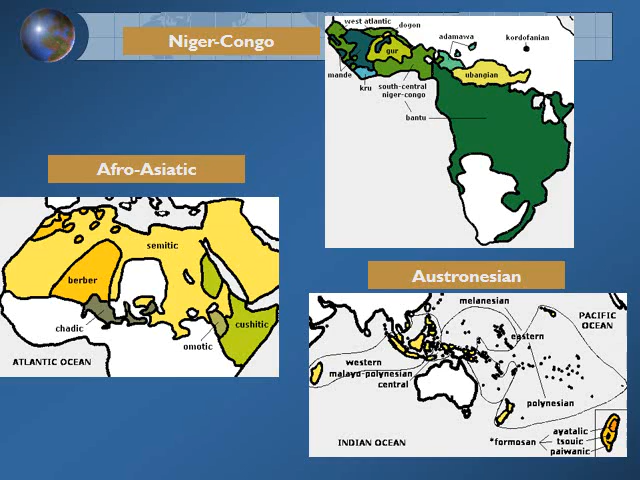 Niger-Congo
west atlantic
dogon
adamawa
kordofanian
gur
mande
kru
ubangian
south-central
niger-congo
bantu
Afro-Asiatic
semitic
berber
chadic
cushitic
omotic
ATLANTIC OCEAN
Austronesian
melanesian
PACIFIC
OCEAN
eastern
western
malayo-polynesian
central
polynesian
INDIAN OCEAN
*formosan
ayatalic
tsouic
paiwanic